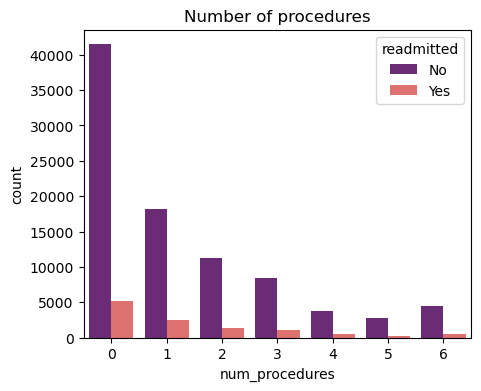 Number of procedures
readmitted
No
Yes
count
40000
35000
30000
25000
20000
15000
10000
5000
0
0 1 2 3 4 5 6
num_procedures